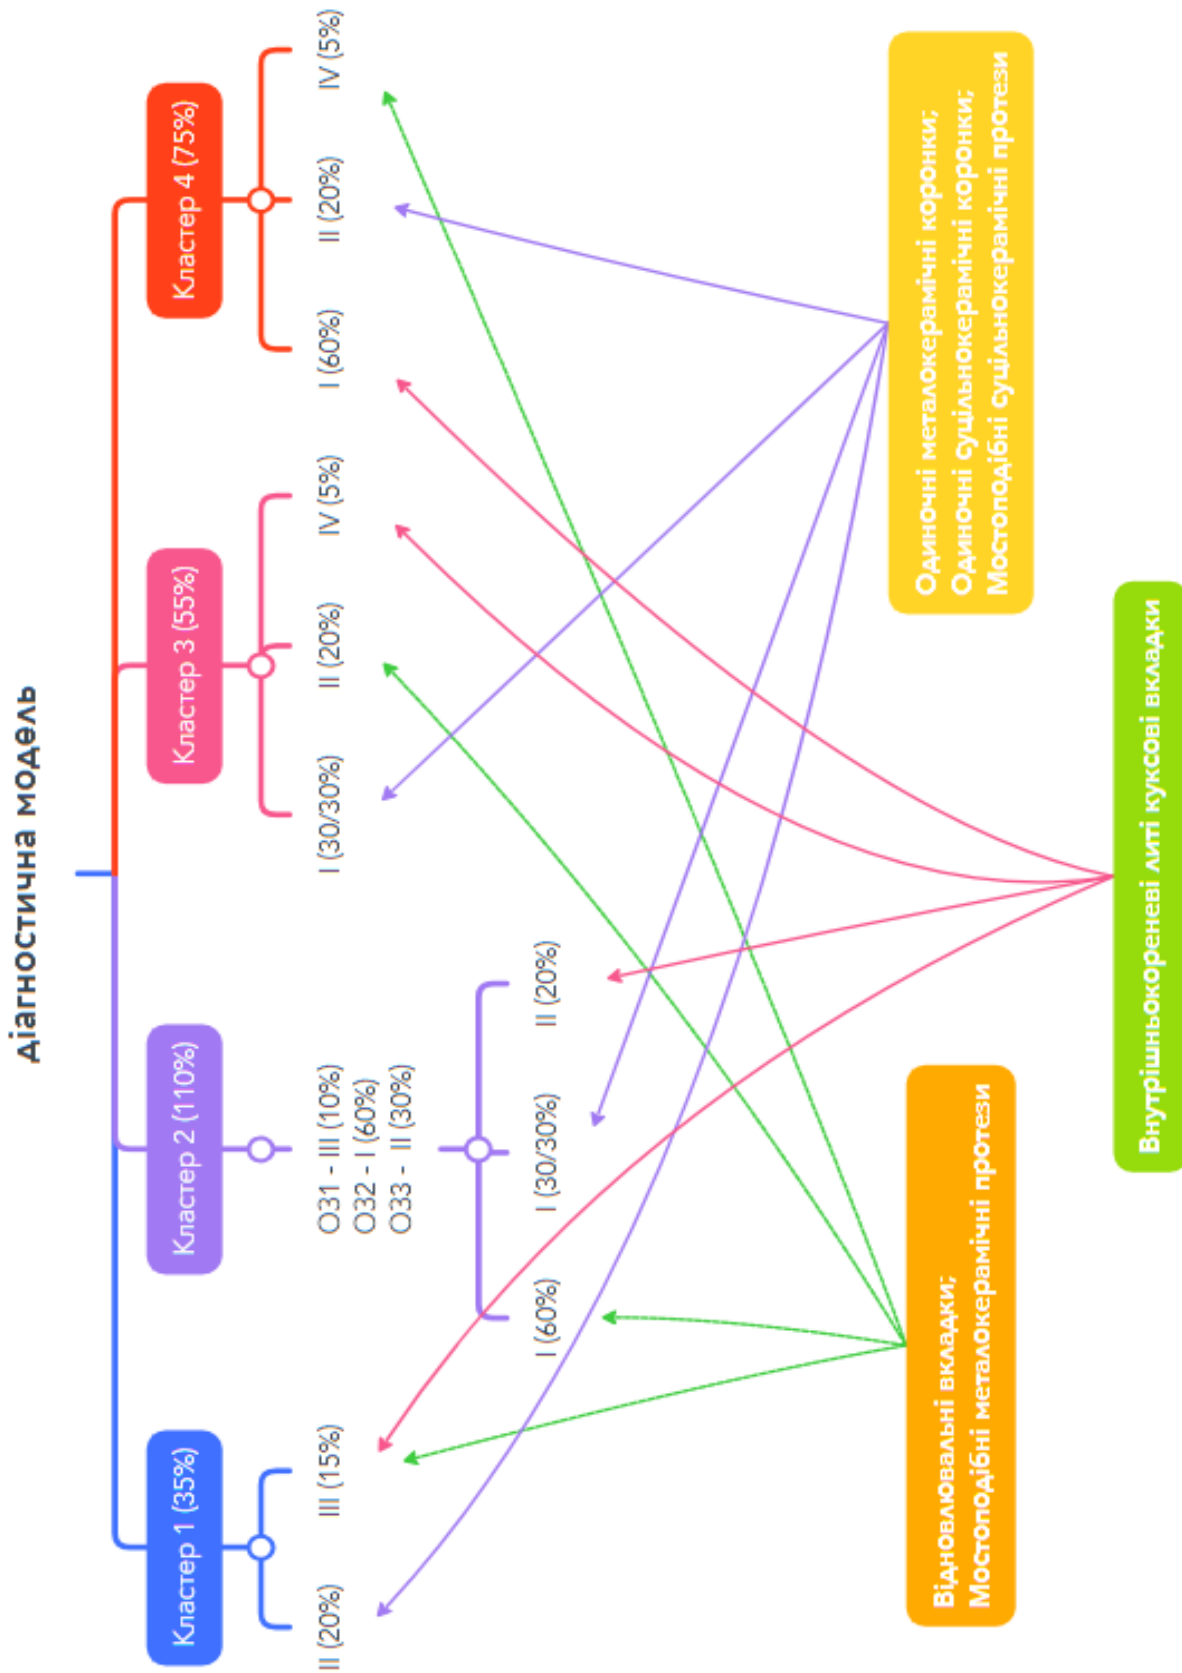 діагностична модель
Кластер 1 (35%)
Кластер 2 (110%)
Кластер 3 (55%)
Кластер 4 (75%)
II (20%)
III (15%)
О31 - III (10%)
О32 - I (60%)
О33 - II (30%)
I (30/30%)
II (20%)
IV (5%)
I (60%)
II (20%)
IV (5%)
I (60%)
I (30/30%)
II (20%)
Відновлювальні вкладки;
Мостоподібні металокерамічні протези
Одиночні металокерамічні коронки;
Одиночні суцільнокерамічні коронки;
Мостоподібні суцільнокерамічні протези
Внутрішньокореневі литі куксові вкладки